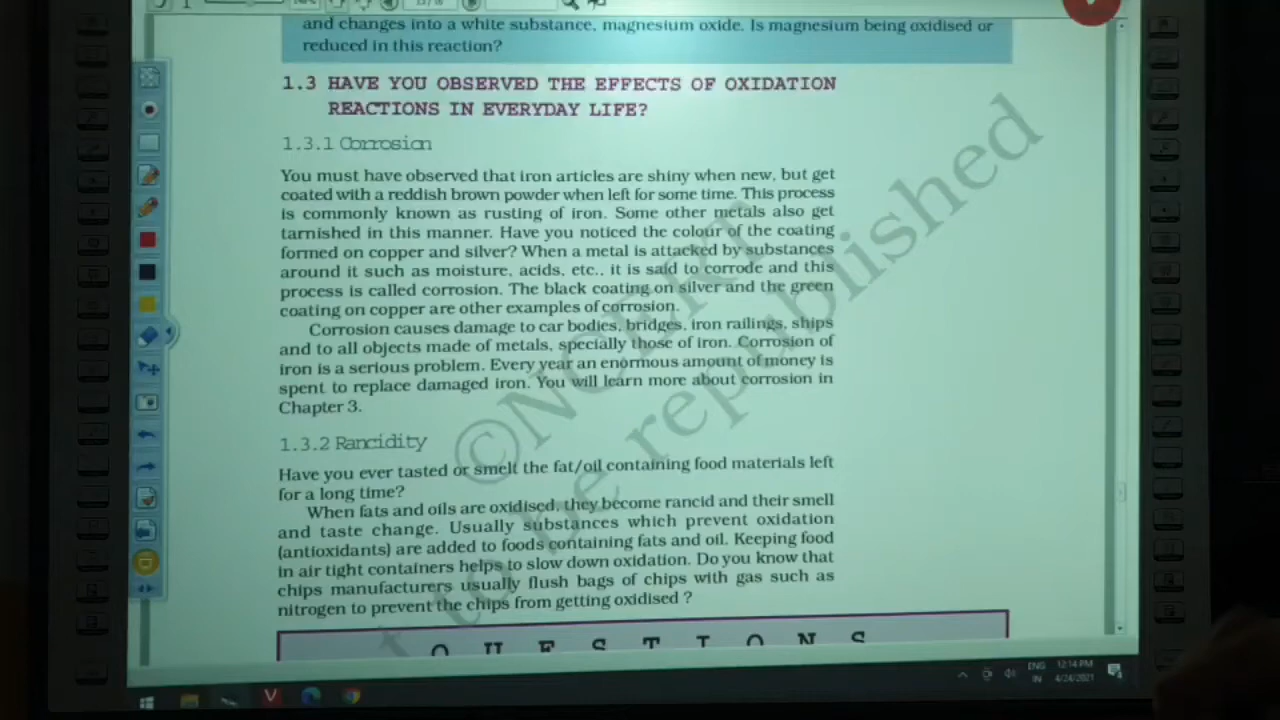 and changes into a white substance, magnesium oxide. Is magnesium being oxidised or
reduced in this reaction?
1.3 HAVE YOU OBSERVED THE EFFECTS OF OXIDATION
REACTIONS IN EVERYDAY LIFE?
1.3.1 Corrosion
You must have observed that iron articles are shiny when new, but get
coated with a reddish brown powder when left for some time. This process
is commonly known as rusting of iron. Some other metals also get
tarnished in this manner. Have you noticed the colour of the coating
formed on copper and silver? When a metal is attacked by substances
around it such as moisture, acids, etc., it is said to corrode and this
process is called corrosion. The black coating on silver and the green
coating on copper are other examples of corrosion.
Corrosion causes damage to car bodies, bridges, iron railings, ships
and to all objects made of metals, specially those of iron. Corrosion of
iron is a serious problem. Every year an enormous amount of money is
spent to replace damaged iron. You will learn more about corrosion in
Chapter 3.
1.3.2 Rancidity
Have you ever tasted or smelt the fat/oil containing food materials left
for a long time?
When fats and oils are oxidised, they become rancid and their smell
and taste change. Usually substances which prevent oxidation
(antioxidants) are added to foods containing fats and oil. Keeping food
in air tight containers helps to slow down oxidation. Do you know that
chips manufacturers usually flush bags of chips with gas such as
nitrogen to prevent the chips from getting oxidised ?
QUESTIONS
©NCERT
t to be republished
ENG
IN
12:14 PM
4/24/2021